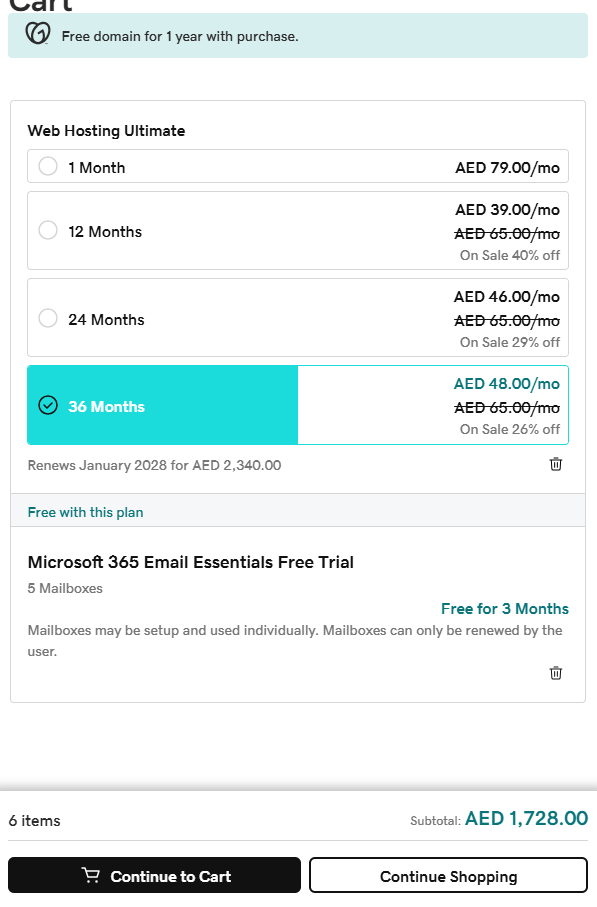 Cart
Free domain for 1 year with purchase.
Web Hosting Ultimate
1 Month
AED 79.00/mo
12 Months
AED 39.00/mo
AED 65.00/mo
On Sale 40% off
24 Months
AED 46.00/mo
AED 65.00/mo
On Sale 29% off
36 Months
AED 48.00/mo
AED 65.00/mo
On Sale 26% off
Renews January 2028 for AED 2,340.00
Free with this plan
Microsoft 365 Email Essentials Free Trial
5 Mailboxes
Free for 3 Months
Mailboxes may be setup and used individually. Mailboxes can only be renewed by the
user.
6 items
Subtotal: AED 1,728.00
Continue to Cart
Continue Shopping